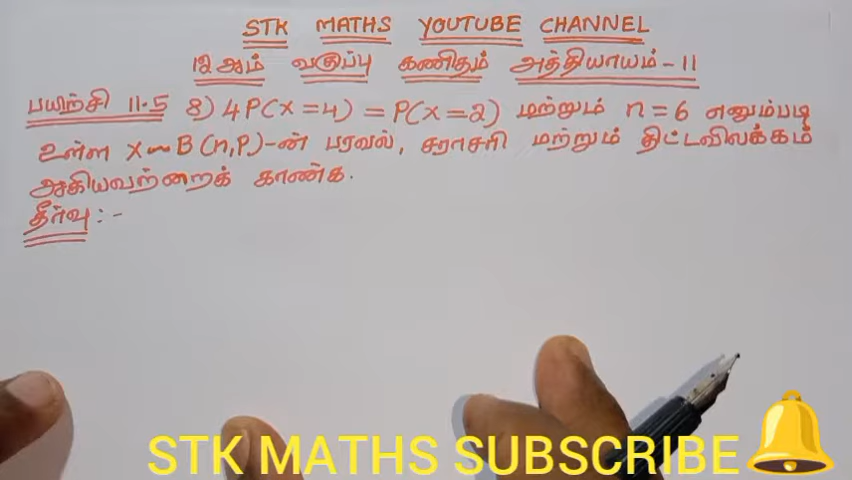 STK MATHS YOUTUBE CHANNEL
12 ஆம் வகுப்பு கணிதம் அத்தியாயம் - 11
பயிற்சி 11.5 8) 4P(x=4) = P(x=2) மற்றும் n=6 எனும்படி
உள்ள x~B(n,P)-ன் பரவல், சராசரி மற்றும் திட்டவிலக்கம்
ஆகியவற்றைக் காண்க.
தீர்வு:-
STK MATHS SUBSCRIBE